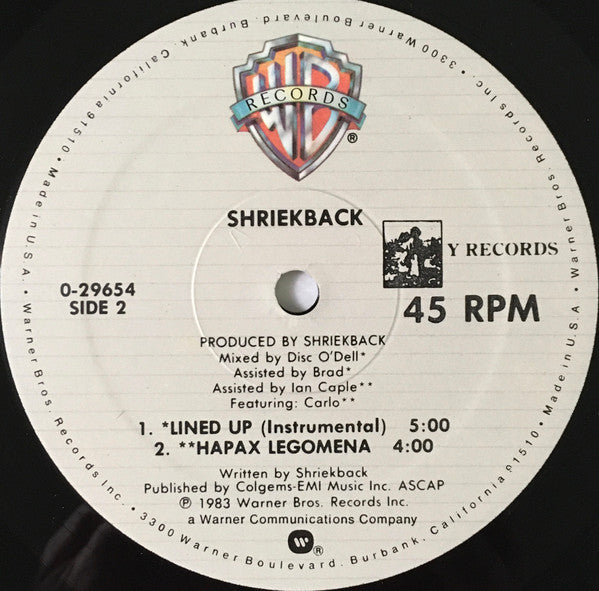 WB
RECORDS
®
SHRIEKBACK
Y RECORDS
0-29654
SIDE 2
45 RPM
PRODUCED BY SHRIEKBACK
Mixed by Disc O'Dell*
Assisted by Brad*
Assisted by Ian Caple**
Featuring: Carlo**
1. *LINED UP (Instrumental) 5:00
2. **HAPAX LEGOMENA 4:00
Written by Shriekback
Published by Colgems-EMI Music Inc. ASCAP
℗ 1983 Warner Bros. Records Inc.
a Warner Communications Company
®
Warner Bros. Records Inc. • 3300 Warner Boulevard. Burbank. California 91510 • Made in U.S.A. • Warner Bros. Records Inc. • 3300 Warner Boulevard. Burbank. California 91510 • Made in U.S.A. •